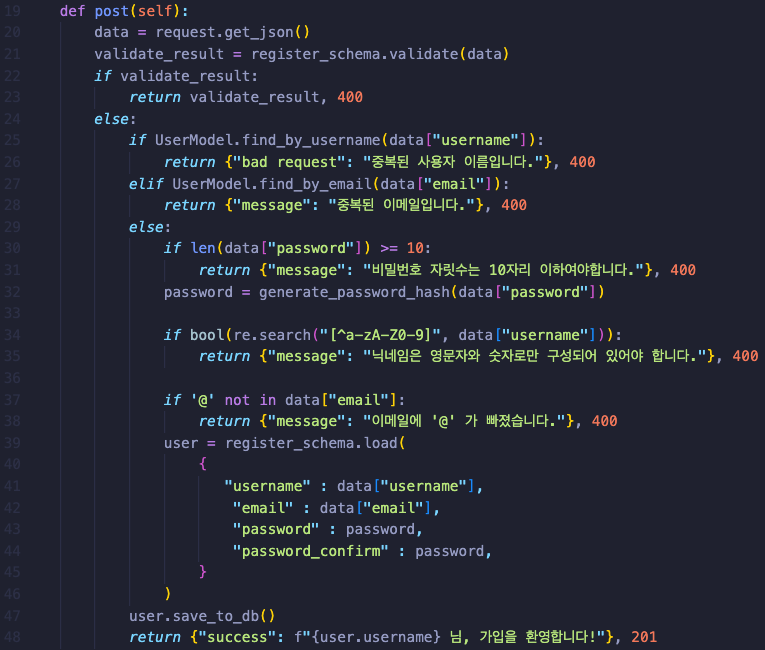 19 def post(self):
20 data = request.get_json()
21 validate_result = register_schema.validate(data)
22 if validate_result:
23 return validate_result, 400
24 else:
25 if UserModel.find_by_username(data["username"]):
26 return {"bad request": "중복된 사용자 이름입니다."}, 400
27 elif UserModel.find_by_email(data["email"]):
28 return {"message": "중복된 이메일입니다."}, 400
29 else:
30 if len(data["password"]) >= 10:
31 return {"message": "비밀번호 자릿수는 10자리 이하여야합니다."}, 400
32 password = generate_password_hash(data["password"])
33
34 if bool(re.search("[^a-zA-Z0-9]", data["username"])):
35 return {"message": "닉네임은 영문자와 숫자로만 구성되어 있어야 합니다."}, 400
36
37 if '@' not in data["email"]:
38 return {"message": "이메일에 '@' 가 빠졌습니다."}, 400
39 user = register_schema.load(
40 {
41 "username" : data["username"],
42 "email" : data["email"],
43 "password" : password,
44 "password_confirm" : password,
45 }
46 )
47 user.save_to_db()
48 return {"success": f"{user.username} 님, 가입을 환영합니다!"}, 201